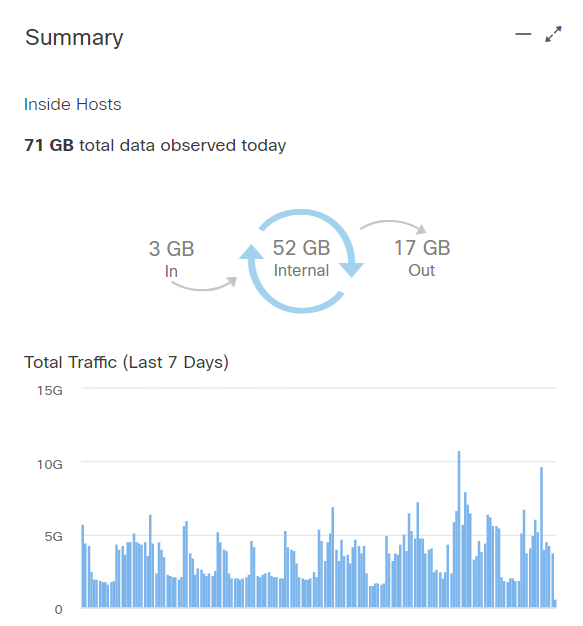 Summary
Inside Hosts
71 GB total data observed today
3 GB
In
52 GB
Internal
17 GB
Out
Total Traffic (Last 7 Days)
15G
10G
5G
0